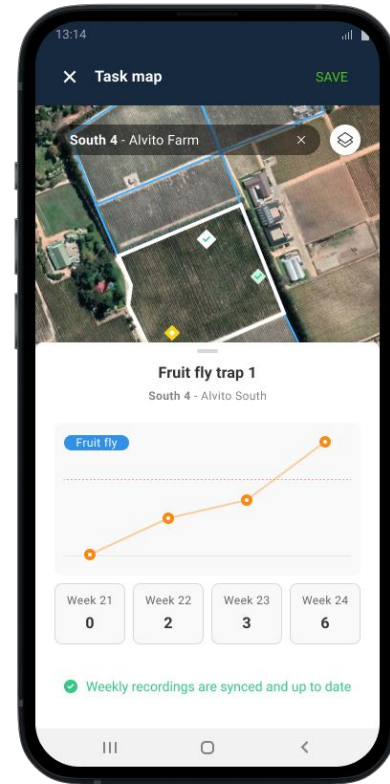 13:14
Task map
SAVE
South 4 - Alvito Farm
Fruit fly trap 1
South 4 - Alvito South
Fruit fly
Week 21
Week 22
Week 23
Week 24
0
2
3
6
Weekly recordings are synced and up to date